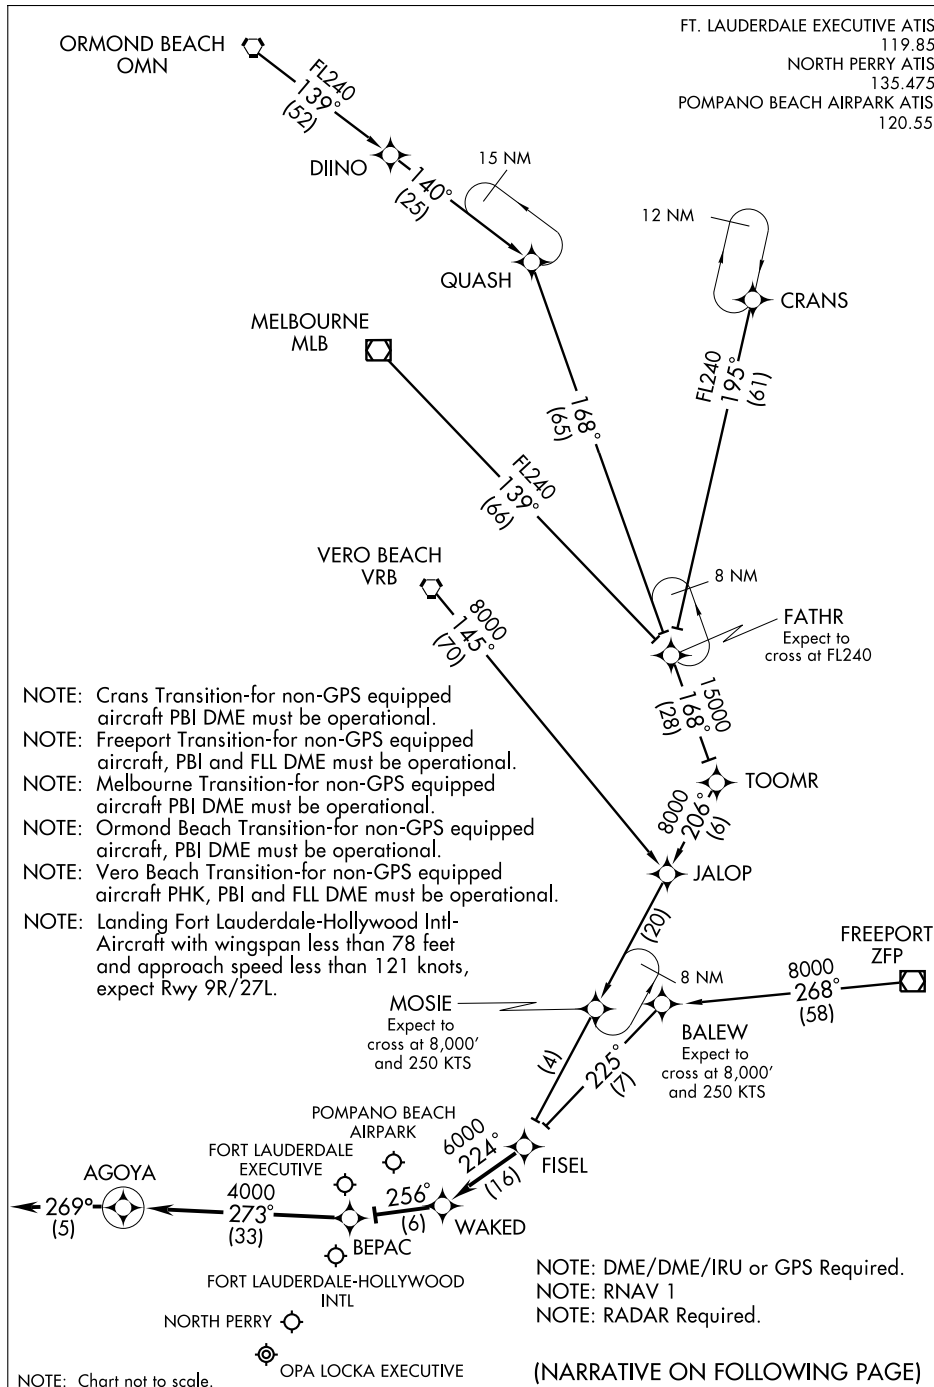 FT. LAUDERDALE EXECUTIVE ATIS
119.85
NORTH PERRY ATIS
135.475
POMPANO BEACH AIRPARK ATIS
120.55
ORMOND BEACH
OMN
FL240
139°
(52)
DIINO
140°
(25)
15 NM
QUASH
12 NM
CRANS
MELBOURNE
MLB
FL240
195°
(61)
168°
(65)
FL240
139°
(66)
VERO BEACH
VRB
8000
145°
(70)
8 NM
FATHR
Expect to
cross at FL240
15000
168°
(28)
TOOMR
8000
206°
(6)
JALOP
NOTE: Crans Transition-for non-GPS equipped
aircraft PBI DME must be operational.
NOTE: Freeport Transition-for non-GPS equipped
aircraft, PBI and FLL DME must be operational.
NOTE: Melbourne Transition-for non-GPS equipped
aircraft PBI DME must be operational.
NOTE: Ormond Beach Transition-for non-GPS equipped
aircraft, PBI DME must be operational.
NOTE: Vero Beach Transition-for non-GPS equipped
aircraft PHK, PBI and FLL DME must be operational.
NOTE: Landing Fort Lauderdale-Hollywood Intl-
Aircraft with wingspan less than 78 feet
and approach speed less than 121 knots,
expect Rwy 9R/27L.
(20)
8 NM
FREEPORT
ZFP
8000
268°
(58)
MOSIE
Expect to
cross at 8,000'
and 250 KTS
BALEW
Expect to
cross at 8,000'
and 250 KTS
(4)
225°
(7)
POMPANO BEACH
AIRPARK
FORT LAUDERDALE
EXECUTIVE
6000
224°
(16)
FISEL
AGOYA
269°
(5)
4000
273°
(33)
256°
(6)
WAKED
BEPAC
FORT LAUDERDALE-HOLLYWOOD
INTL
NORTH PERRY
OPA LOCKA EXECUTIVE
NOTE: DME/DME/IRU or GPS Required.
NOTE: RNAV 1
NOTE: RADAR Required.
(NARRATIVE ON FOLLOWING PAGE)
NOTE: Chart not to scale.